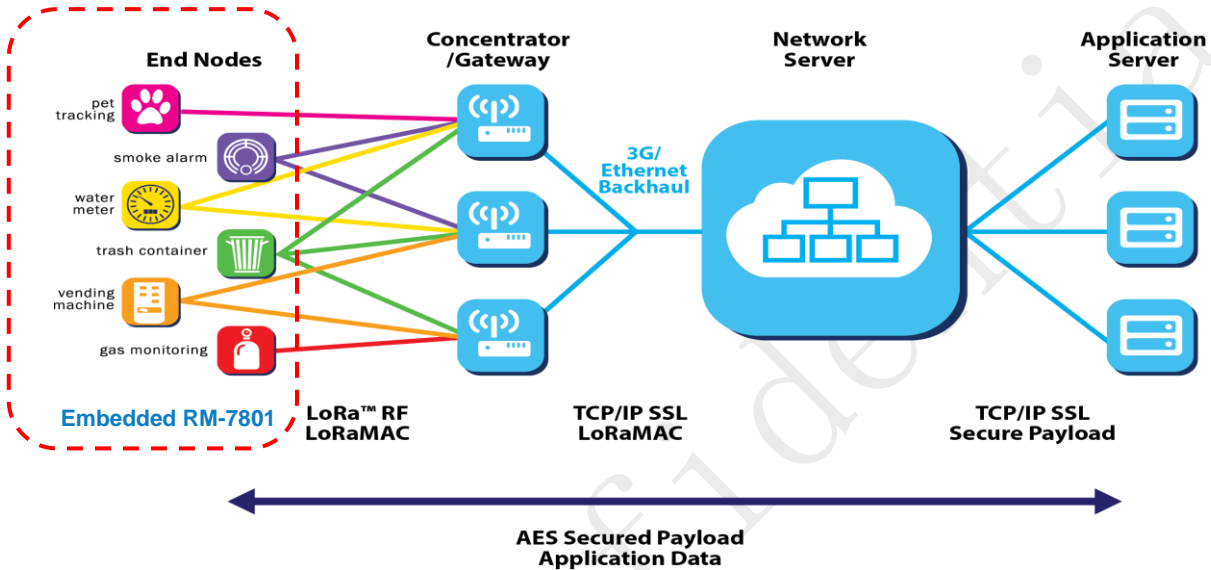 End Nodes
Concentrator
/Gateway
Network
Server
Application
Server
pet
tracking
smoke alarm
water
meter
trash container
vending
machine
gas monitoring
3G/
Ethernet
Backhaul
Embedded RM-7801
LoRa™ RF
LoRaMAC
TCP/IP SSL
LoRaMAC
TCP/IP SSL
Secure Payload
AES Secured Payload
Application Data
fidentia